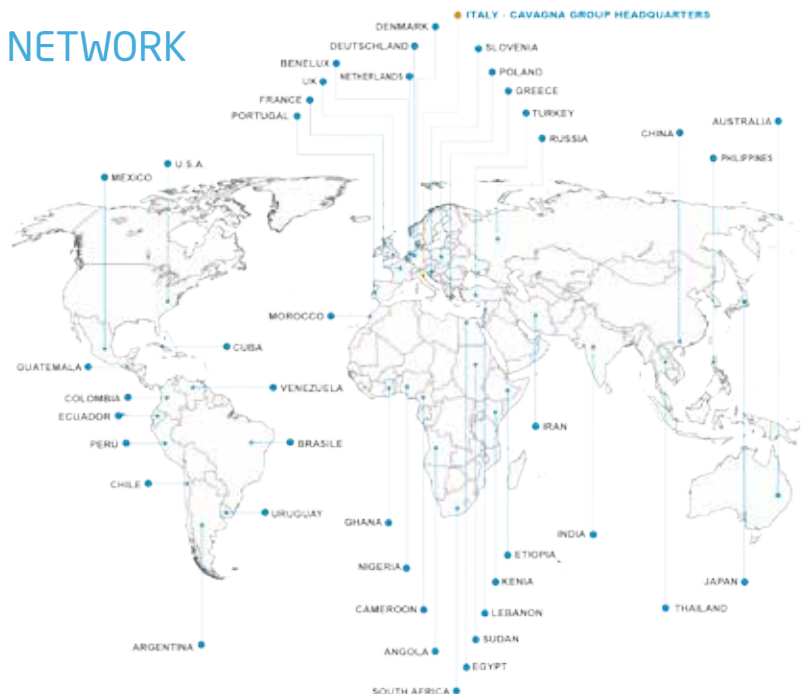 ITALY - CAVAGNA GROUP HEADQUARTERS
NETWORK
DENMARK
DEUTSCHLAND
SLOVENIA
BENELUX
NETHERLANDS
POLAND
UK
GREECE
FRANCE
TURKEY
PORTUGAL
RUSSIA
CHINA
AUSTRALIA
PHILIPPINES
U.S.A.
MEXICO
MOROCCO
CUBA
GUATEMALA
VENEZUELA
COLOMBIA
ECUADOR
IRAN
PERÙ
BRASILE
CHILE
URUGUAY
GHANA
INDIA
ETIOPIA
NIGERIA
KENIA
JAPAN
CAMEROON
LEBANON
THAILAND
ARGENTINA
SUDAN
ANGOLA
EGYPT
SOUTH AFRICA